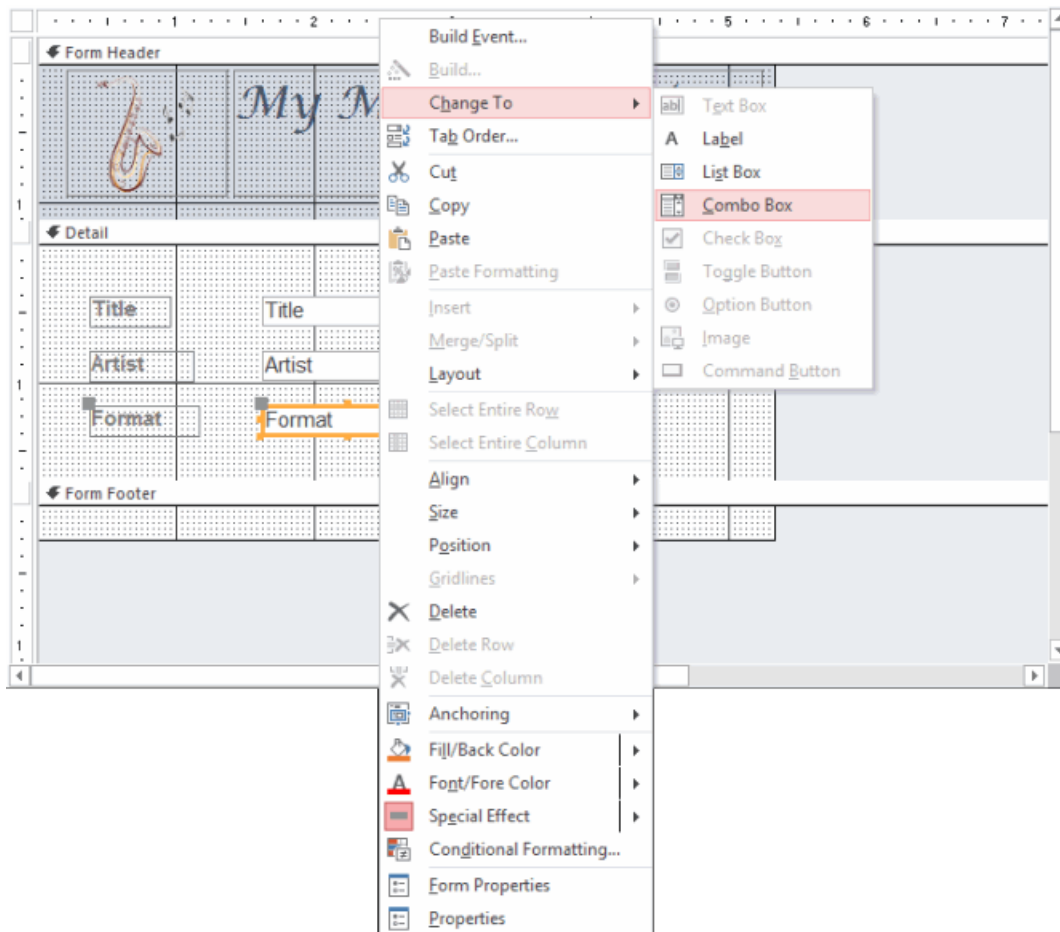 1 2 5 6 7
Form Header
My M
1
Detail
Title Title
Artist Artist
1
Format Format
Form Footer
1
Build Event...
Build...
Change To
Tab Order...
Cut
Copy
Paste
Paste Formatting
Insert
Merge/Split
Layout
Select Entire Row
Select Entire Column
Align
Size
Position
Gridlines
Delete
Delete Row
Delete Column
Anchoring
Fill/Back Color
Font/Fore Color
Special Effect
Conditional Formatting...
Form Properties
Properties
Text Box
Label
List Box
Combo Box
Check Box
Toggle Button
Option Button
Image
Command Button